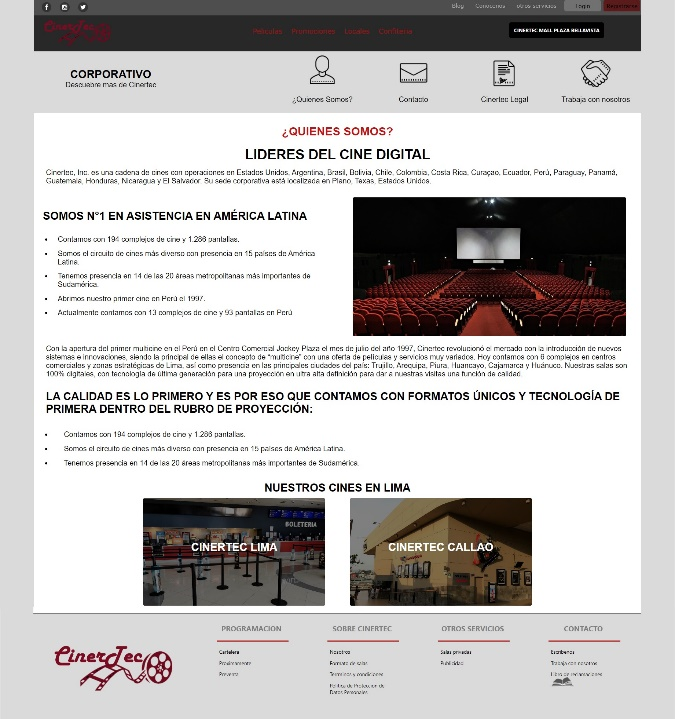 Blog Conócenos otros servicios Login Registrarse
CinerTec
Películas Promociones Locales Confiteria
CINERTEC MALL PLAZA BELLAVISTA
CORPORATIVO
Descuebre mas de Cinertec
¿Quienes Somos? Contacto Cinertec Legal Trabaja con nosotros
¿QUIENES SOMOS?
LIDERES DEL CINE DIGITAL
Cinertec, Inc. es una cadena de cines con operaciones en Estados Unidos, Argentina, Brasil, Bolivia, Chile, Colombia, Costa Rica, Curaçao, Ecuador, Perú, Paraguay, Panamá,
Guatemala, Honduras, Nicaragua y El Salvador. Su sede corporativa está localizada en Plano, Texas, Estados Unidos.
SOMOS N°1 EN ASISTENCIA EN AMÉRICA LATINA
• Contamos con 194 complejos de cine y 1.286 pantallas.
• Somos el circuito de cines más diverso con presencia en 15 países de América
Latina.
• Tenemos presencia en 14 de las 20 áreas metropolitanas más importantes de
Sudamérica.
• Abrimos nuestro primer cine en Perú el 1997.
• Actualmente contamos con 13 complejos de cine y 93 pantallas en Perú
Con la apertura del primer multicine en el Perú en el Centro Comercial Jockey Plaza el mes de julio del año 1997, Cinertec revolucionó el mercado con la introducción de nuevos
sistemas e innovaciones, siendo la principal de ellas el concepto de "multicine" con una oferta de películas y servicios muy variados. Hoy contamos con 6 complejos en centros
comerciales y zonas estratégicas de Lima, así como presencia en las principales ciudades del país: Trujillo, Arequipa, Piura, Huancayo, Cajamarca y Huánuco. Nuestras salas son
100% digitales, con tecnología de última generación para una proyección en ultra alta definición para dar a nuestras visitas una función de calidad.
LA CALIDAD ES LO PRIMERO Y ES POR ESO QUE CONTAMOS CON FORMATOS ÚNICOS Y TECNOLOGÍA DE
PRIMERA DENTRO DEL RUBRO DE PROYECCIÓN:
• Contamos con 194 complejos de cine y 1.286 pantallas.
• Somos el circuito de cines más diverso con presencia en 15 países de América Latina.
• Tenemos presencia en 14 de las 20 áreas metropolitanas más importantes de Sudamérica.
NUESTROS CINES EN LIMA
BOLETERIA
CINERTEC LIMA CINERTEC CALLAO
PROGRAMACION SOBRE CINERTEC OTROS SERVICIOS CONTACTO
CinerTec
Cartelera Nosotros Salas privadas Escribenos
Proximamente Formato de salas Publicidad Trabaja con nosotros
Preventa Terminos y condiciones Libro de reclamaciones
Politica de Proteccion de
Datos Personales